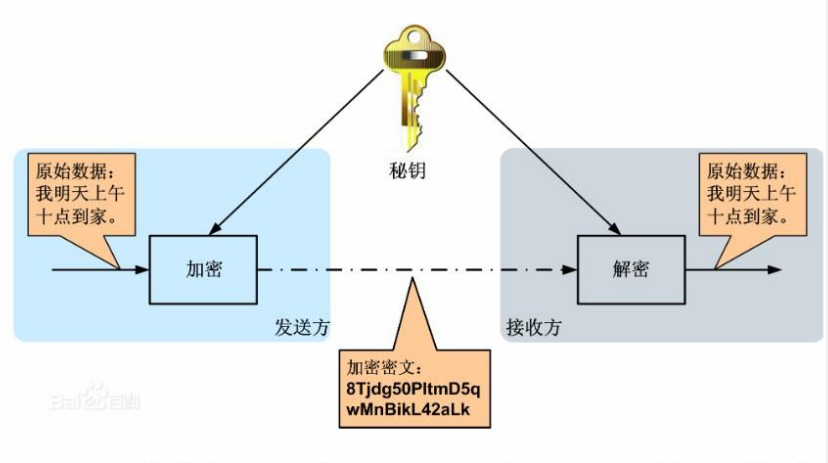 秘钥
原始数据：
我明天上午
十点到家。
原始数据：
我明天上午
十点到家。
加密
解密
发送方
接收方
加密密文：
8Tjdg50PltmD5q
wMnBikL42aLk
Bai百科